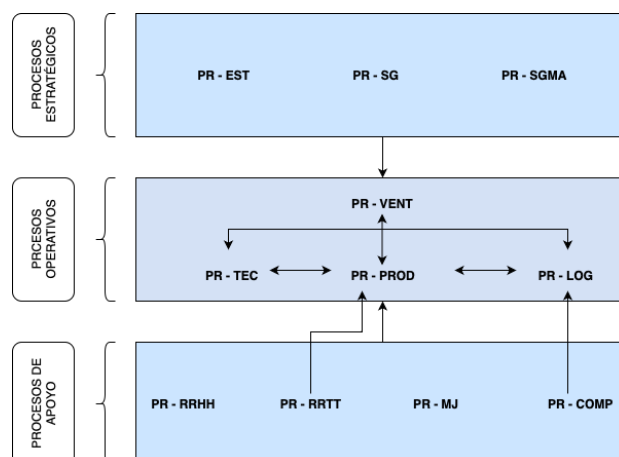 PROCESOS
ESTRATÉGICOS
PR - EST
PR - SG
PR - SGMA
PRCESOS
OPERATIVOS
PR - VENT
PR - TEC
PR - PROD
PR - LOG
PROCESOS DE
APOYO
PR - RRHH
PR - RRTT
PR - MJ
PR - COMP